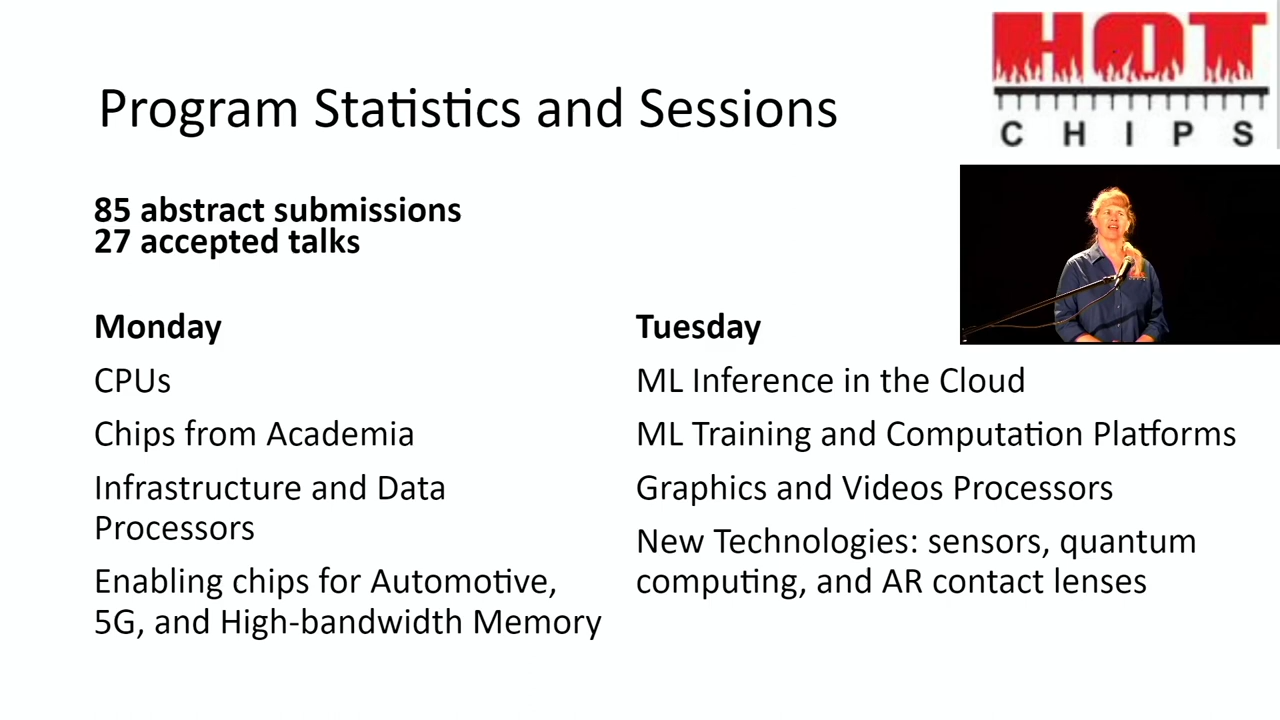 HOT
CHIPS
Program Statistics and Sessions
85 abstract submissions
27 accepted talks
Monday
CPUs
Chips from Academia
Infrastructure and Data
Processors
Enabling chips for Automotive,
5G, and High-bandwidth Memory
Tuesday
ML Inference in the Cloud
ML Training and Computation Platforms
Graphics and Videos Processors
New Technologies: sensors, quantum
computing, and AR contact lenses